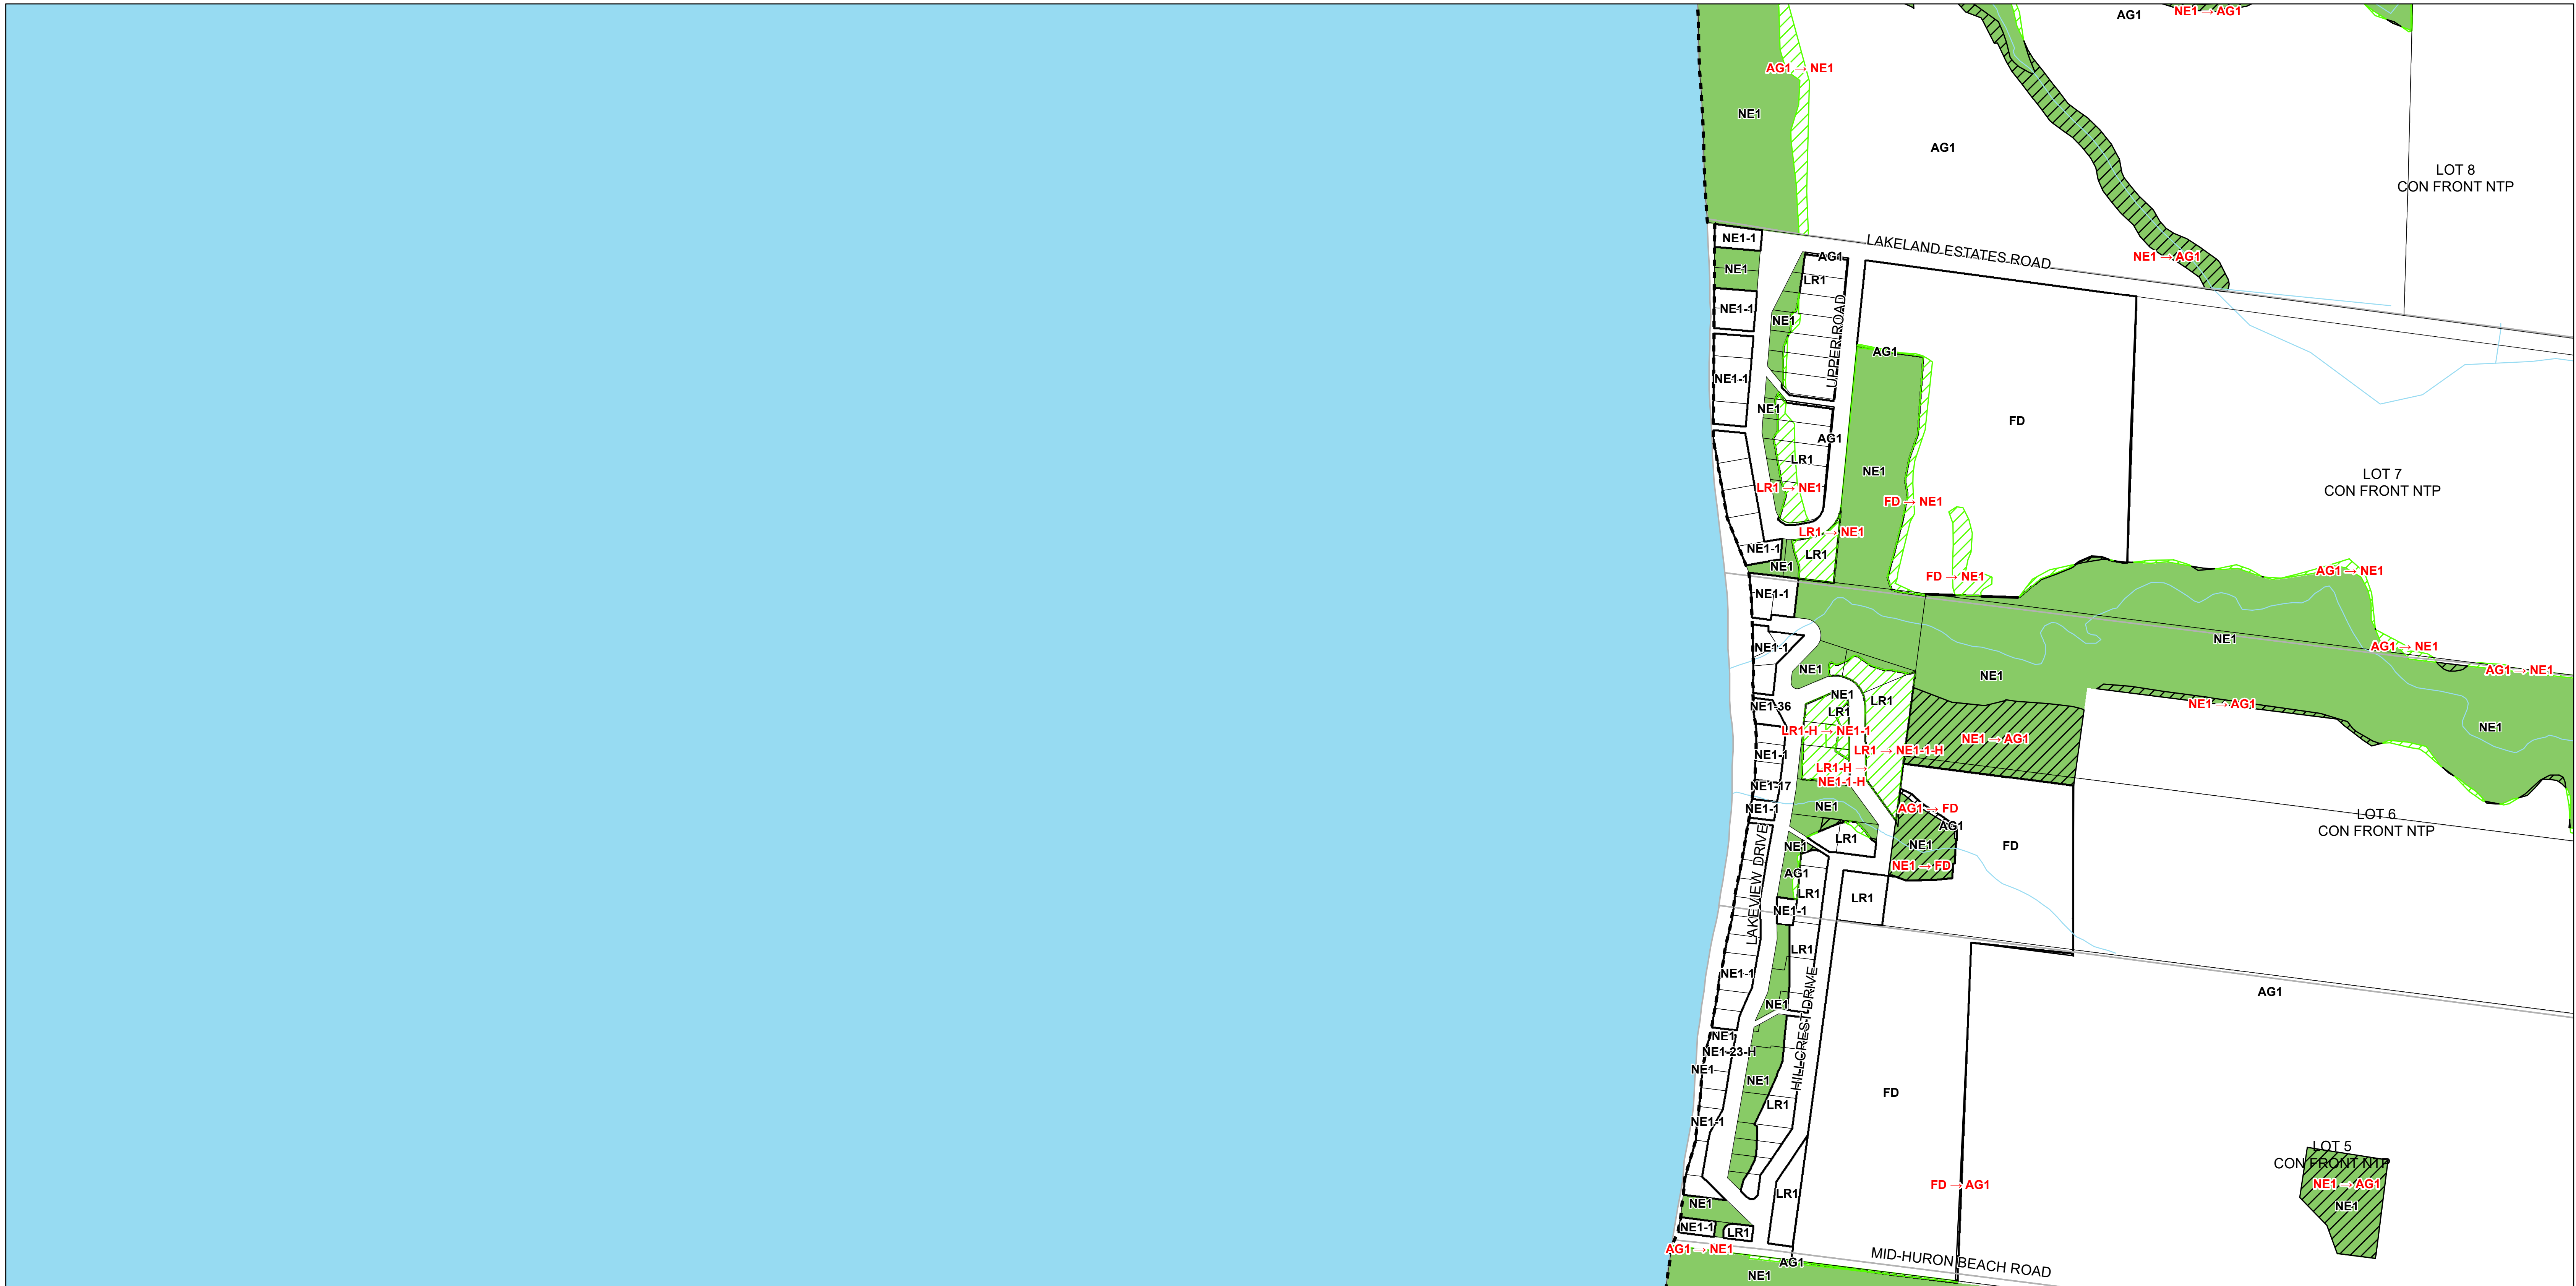 AG1
NE1 → AG1
AG1 → NE1
NE1
AG1
LOT 8
CON FRONT NTP
NE1-1
LAKELAND ESTATES ROAD
AG1
NE1 → AG1
NE1
LR1
NE1-1
NE1
UPPER ROAD
AG1
NE1-1
NE1
FD
AG1
LR1
NE1
LOT 7
CON FRONT NTP
LR1 → NE1
FD → NE1
LR1 → NE1
NE1-1
LR1
NE1
FD → NE1
AG1 → NE1
NE1-1
NE1
AG1 → NE1
NE1-1
NE1
NE1
AG1 → NE1
NE1
LR1
NE1-36
LR1
NE1 → AG1
NE1
LR1-H → NE1-1
NE1 → AG1
NE1-1
LR1 → NE1-1-H
LR1-H →
NE1-1-H
NE1-17
NE1-1
NE1
AG1 → FD
AG1
LOT 6
CON FRONT NTP
LR1
NE1
NE1
FD
NE1 → FD
LAKEVIEW DRIVE
AG1
LR1
LR1
NE1-1
LR1
NE1-1
AG1
NE1
HILLCREST DRIVE
NE1
NE1-23-H
NE1
NE1
FD
LR1
NE1-1
LOT 5
CON FRONT NTP
FD → AG1
NE1 → AG1
LR1
NE1
NE1
NE1-1
LR1
AG1 → NE1
MID-HURON BEACH ROAD
AG1
NE1